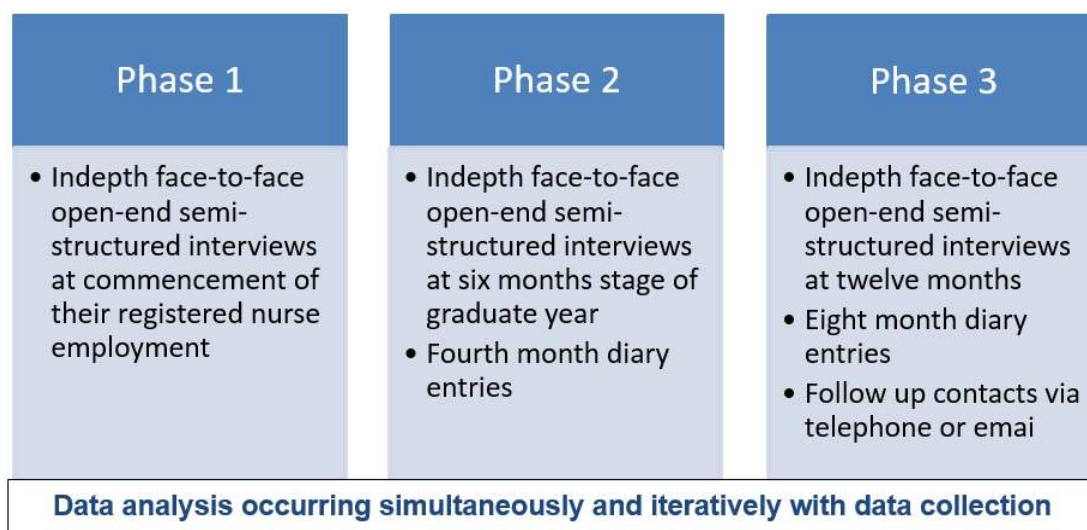 Phase 1
• Indepth face-to-face
open-end semi-
structured interviews
at commencement of
their registered nurse
employment
Phase 2
• Indepth face-to-face
open-end semi-
structured interviews
at six months stage of
graduate year
• Fourth month diary
entries
Phase 3
• Indepth face-to-face
open-end semi-
structured interviews
at twelve months
• Eight month diary
entries
• Follow up contacts via
telephone or emai
Data analysis occurring simultaneously and iteratively with data collection